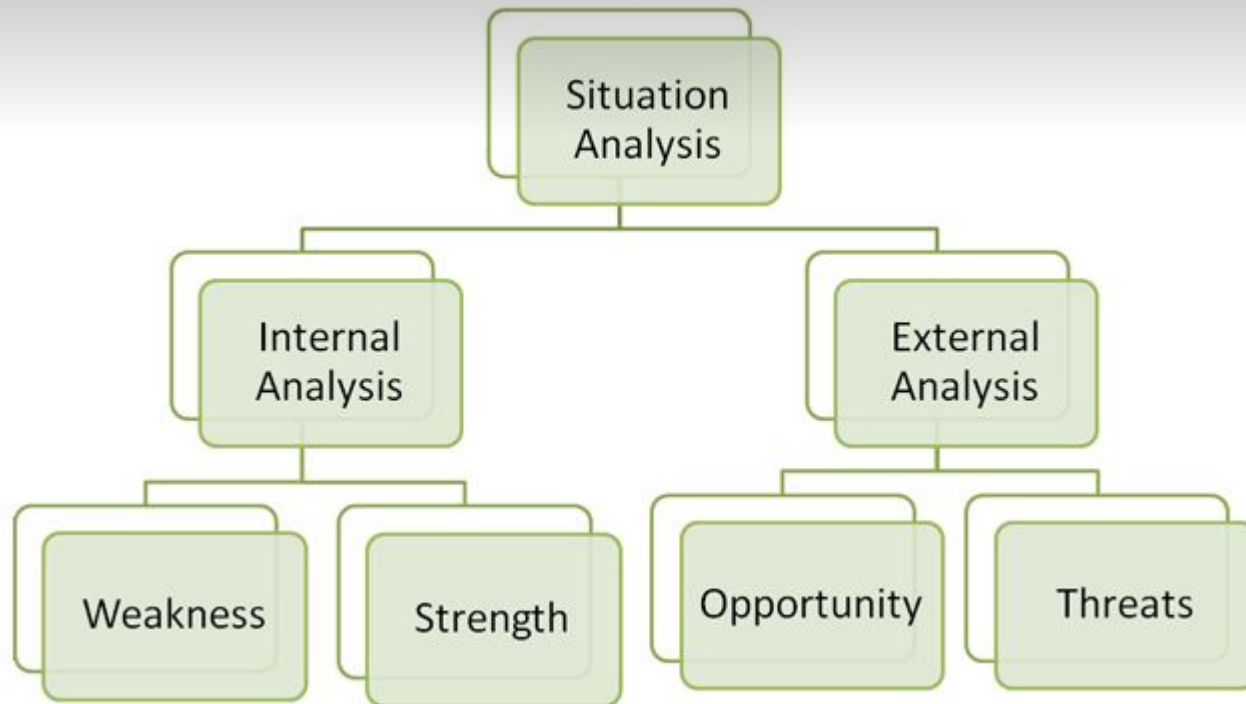 Situation
Analysis
Internal
Analysis
External
Analysis
Weakness
Strength
Opportunity
Threats